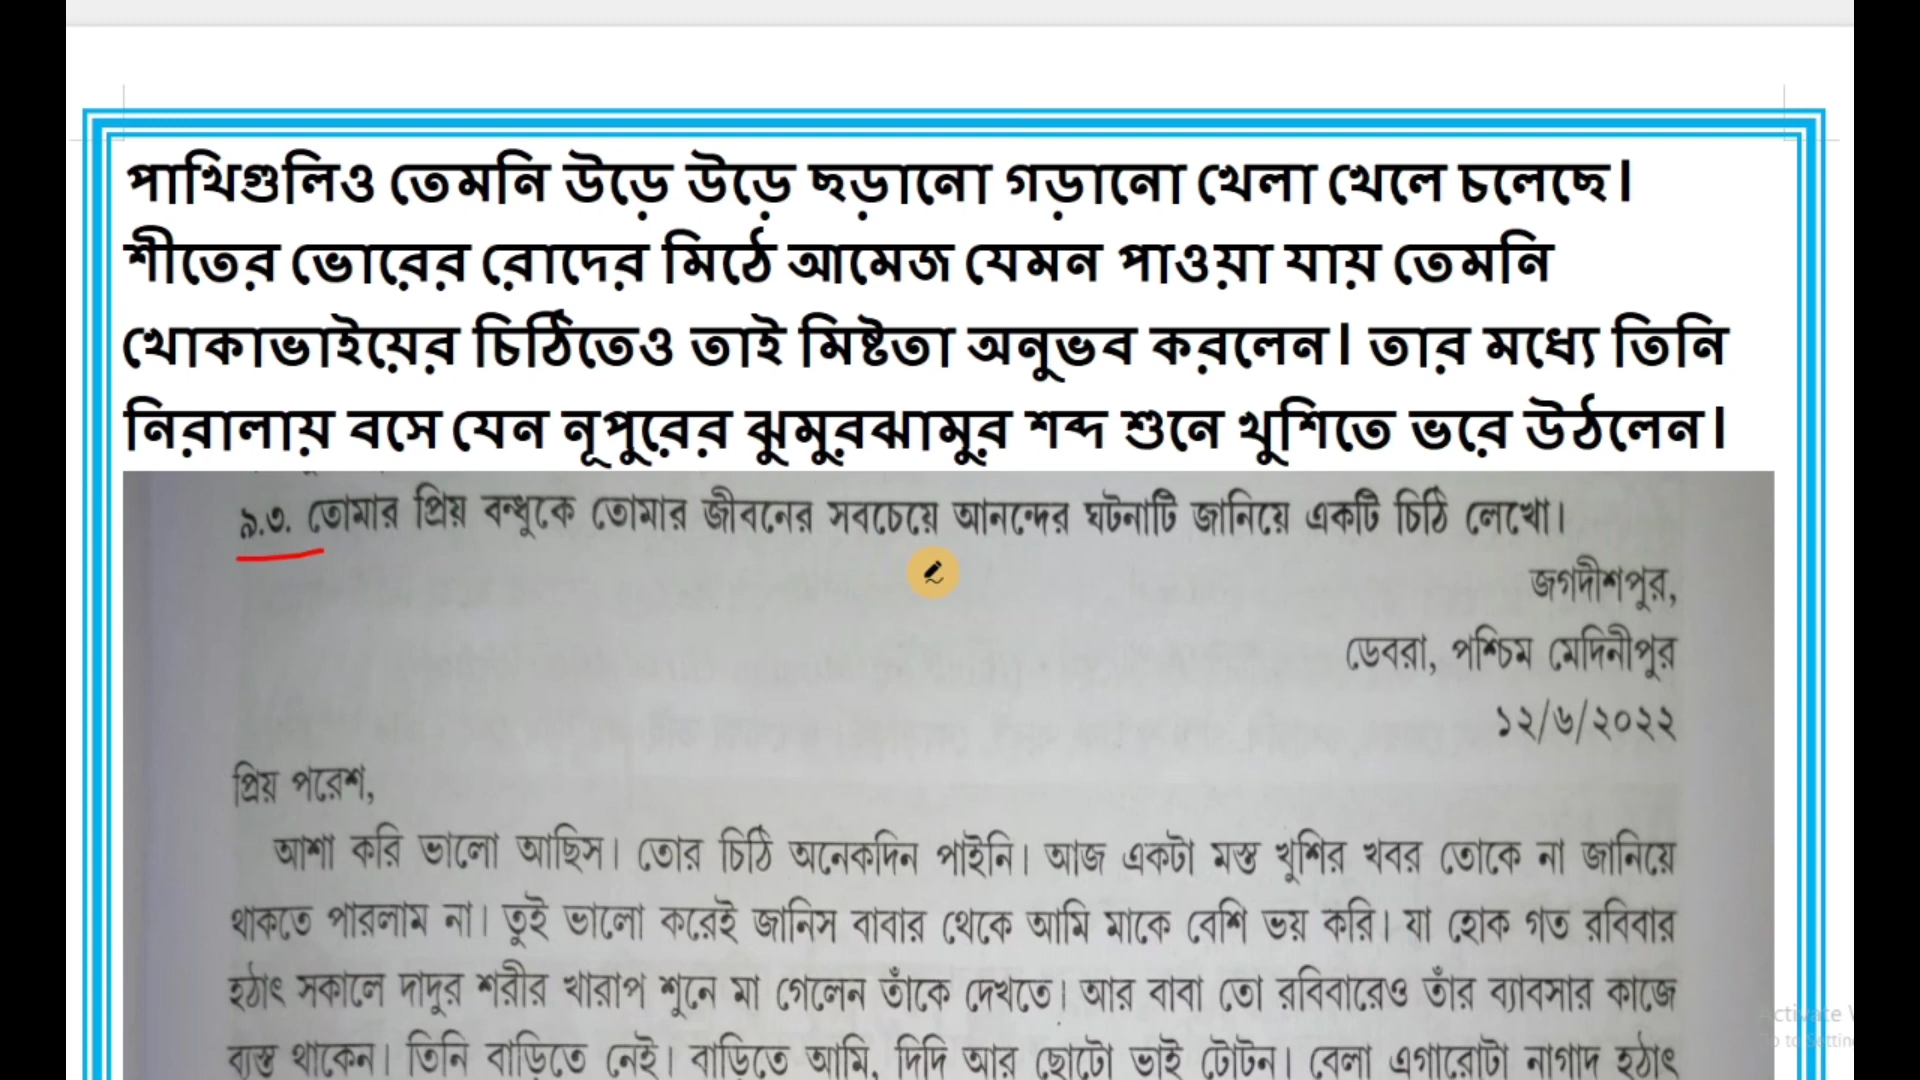 পাখিগুলিও তেমনি উড়ে উড়ে ছড়ানো গড়ানো খেলা খেলে চলেছে।
শীতের ভোরের রোদের মিঠে আমেজ যেমন পাওয়া যায় তেমনি
খোকাভাইয়ের চিঠিতেও তাই মিষ্টতা অনুভব করলেন। তার মধ্যে তিনি
নিরালায় বসে যেন নূপুরের ঝুমুরঝামুর শব্দ শুনে খুশিতে ভরে উঠলেন।
৯.৩. তোমার প্রিয় বন্ধুকে তোমার জীবনের সবচেয়ে আনন্দের ঘটনাটি জানিয়ে একটি চিঠি লেখো।
জগদীশপুর,
ডেবরা, পশ্চিম মেদিনীপুর
১২/৬/২০২২
প্রিয় পরেশ,
আশা করি ভালো আছিস। তোর চিঠি অনেকদিন পাইনি। আজ একটা মস্ত খুশির খবর তোকে না জানিয়ে
থাকতে পারলাম না। তুই ভালো করেই জানিস বাবার থেকে আমি মাকে বেশি ভয় করি। যা হোক গত রবিবার
হঠাৎ সকালে দাদুর শরীর খারাপ শুনে মা গেলেন তাঁকে দেখতে। আর বাবা তো রবিবারেও তাঁর ব্যাবসার কাজে
ব্যস্ত থাকেন। তিনি বাড়িতে নেই। বাড়িতে আমি, দিদি আর ছোটো ভাই টোটন। বেলা এগারোটা নাগাদ হঠাৎ